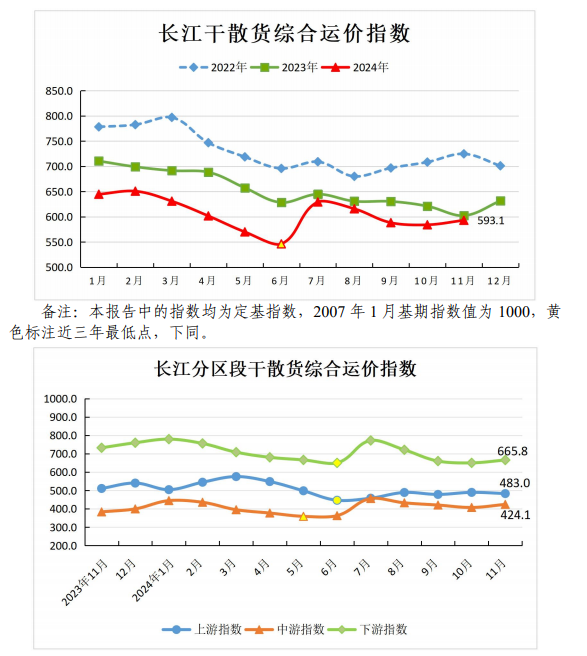 长江干散货综合运价指数
2022年 2023年 2024年
850.0
800.0
750.0
700.0
650.0
600.0
550.0
500.0
593.1
1月 2月 3月 4月 5月 6月 7月 8月 9月 10月 11月 12月
备注：本报告中的指数均为定基指数，2007 年 1 月基期指数值为 1000，黄
色标注近三年最低点，下同。
长江分区段干散货综合运价指数
1000.0
900.0
800.0
700.0
600.0
500.0
400.0
300.0
200.0
665.8
483.0
424.1
2023年11月 12月 2024年1月 2月 3月 4月 5月 6月 7月 8月 9月 10月 11月
上游指数 中游指数 下游指数